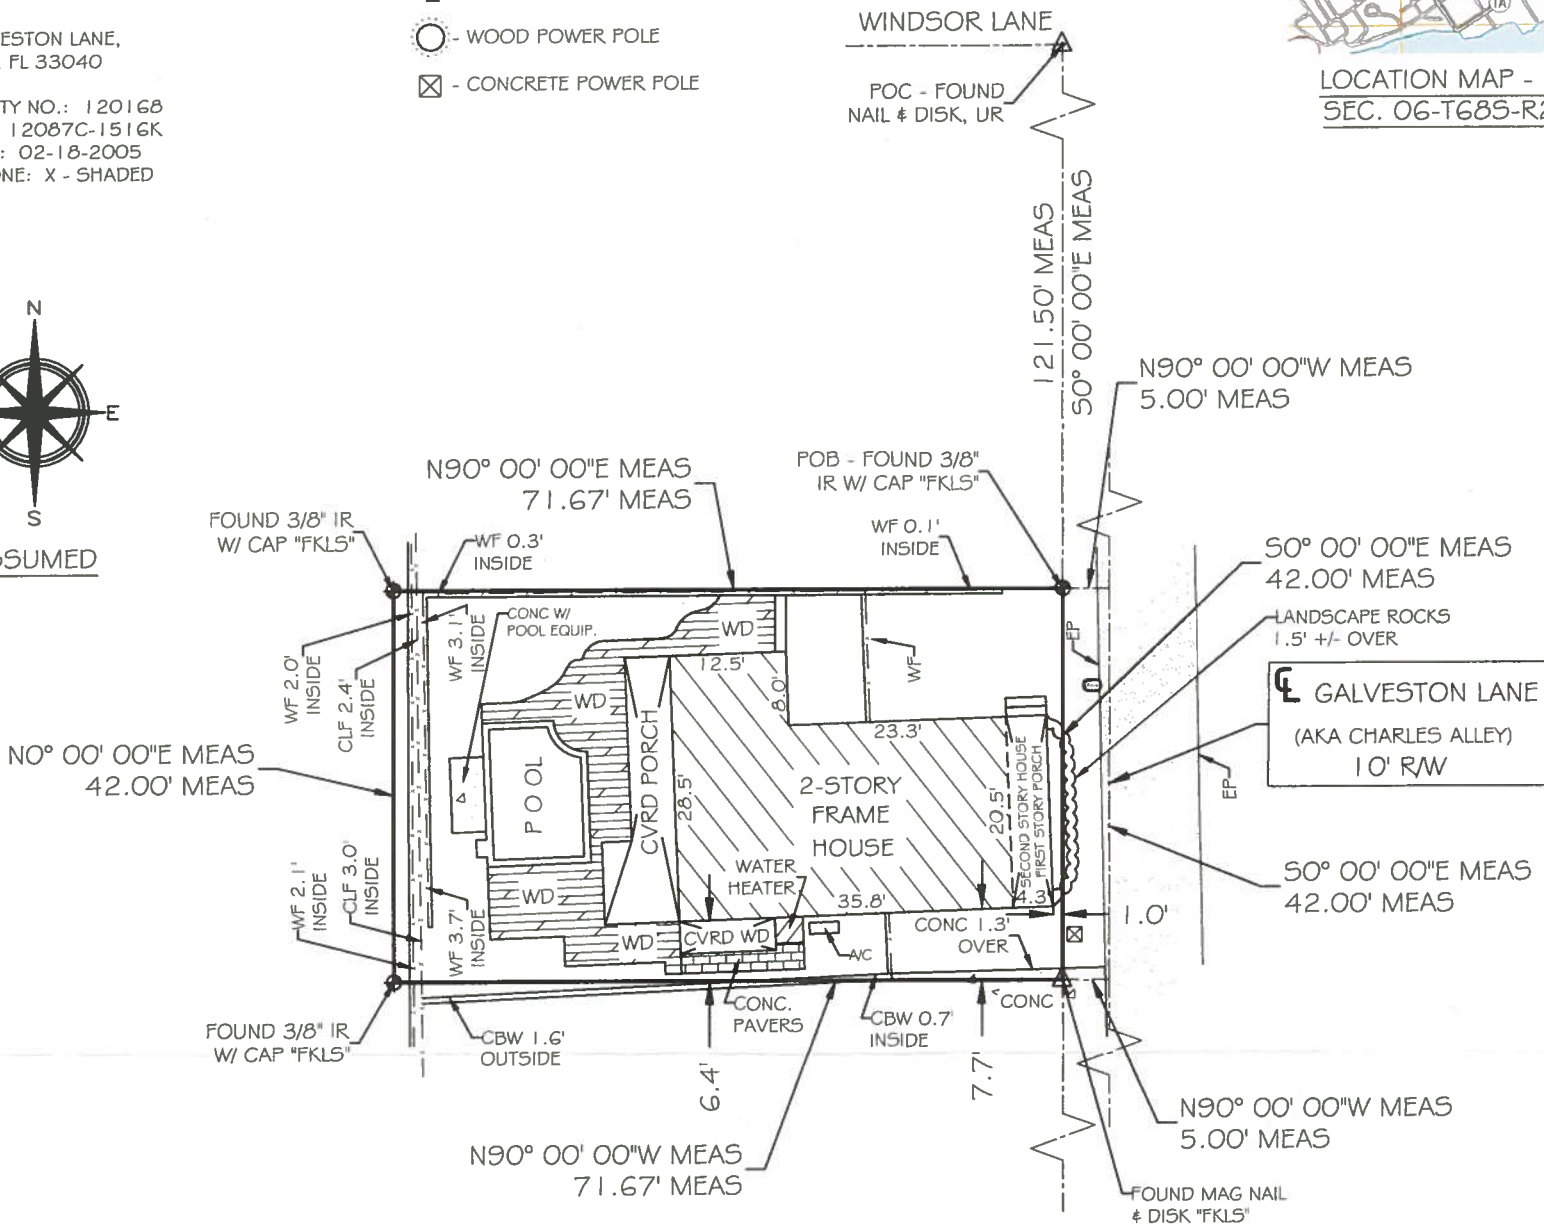 ESTON LANE,
FL 33040
TY NO.: 120168
12087C-1516K
: 02-18-2005
ONE: X - SHADED
- WOOD POWER POLE
- CONCRETE POWER POLE
WINDSOR LANE
POC - FOUND
NAIL & DISK, UR
1A
LOCATION MAP -
SEC. 06-T68S-R2
N
E
S
SSUMED
121.50' MEAS
S0° 00' 00"E MEAS
N90° 00' 00"W MEAS
5.00' MEAS
N90° 00' 00"E MEAS
71.67' MEAS
POB - FOUND 3/8"
IR W/ CAP "FKLS"
FOUND 3/8" IR
W/ CAP "FKLS"
WF 0.3'
INSIDE
WF 0.1'
INSIDE
S0° 00' 00"E MEAS
42.00' MEAS
LANDSCAPE ROCKS
1.5' +/- OVER
℄ GALVESTON LANE
(AKA CHARLES ALLEY)
10' R/W
EP
EP
CONC W/
POOL EQUIP.
WF 3.1'
INSIDE
WF 2.0'
INSIDE
CLF 2.4'
INSIDE
WD
12.5'
8.0'
WF
WD
23.3'
N0° 00' 00"E MEAS
42.00' MEAS
POOL
CVRD PORCH
28.5'
2-STORY
FRAME
HOUSE
20.5'
SECOND STORY HOUSE
FIRST STORY PORCH
WATER
HEATER
35.8'
4.3'
1.0'
S0° 00' 00"E MEAS
42.00' MEAS
WF 2.1'
INSIDE
CLF 3.0'
INSIDE
WF 3.7'
INSIDE
WD
WD
CVRD WD
A/C
CONC 1.3'
OVER
CONC
CONC.
PAVERS
CBW 0.7'
INSIDE
FOUND 3/8" IR
W/ CAP "FKLS"
CBW 1.6'
OUTSIDE
6.4'
7.7'
N90° 00' 00"W MEAS
71.67' MEAS
N90° 00' 00"W MEAS
5.00' MEAS
FOUND MAG NAIL
& DISK "FKLS"